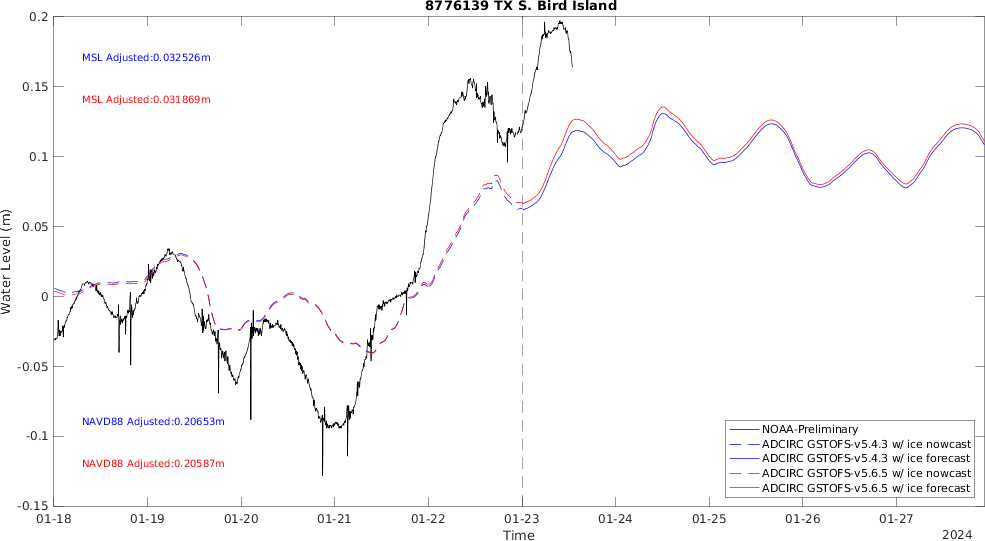 8776139 TX S. Bird Island
0.2
0.15
0.1
0.05
0
-0.05
-0.1
-0.15
Water Level (m)
MSL Adjusted:0.032526m
MSL Adjusted:0.031869m
NAVD88 Adjusted:0.20653m
NAVD88 Adjusted:0.20587m
NOAA-Preliminary
ADCIRC GSTOFS-v5.4.3 w/ ice nowcast
ADCIRC GSTOFS-v5.4.3 w/ ice forecast
ADCIRC GSTOFS-v5.6.5 w/ ice nowcast
ADCIRC GSTOFS-v5.6.5 w/ ice forecast
01-18 01-19 01-20 01-21 01-22 01-23 01-24 01-25 01-26 01-27
Time
2024